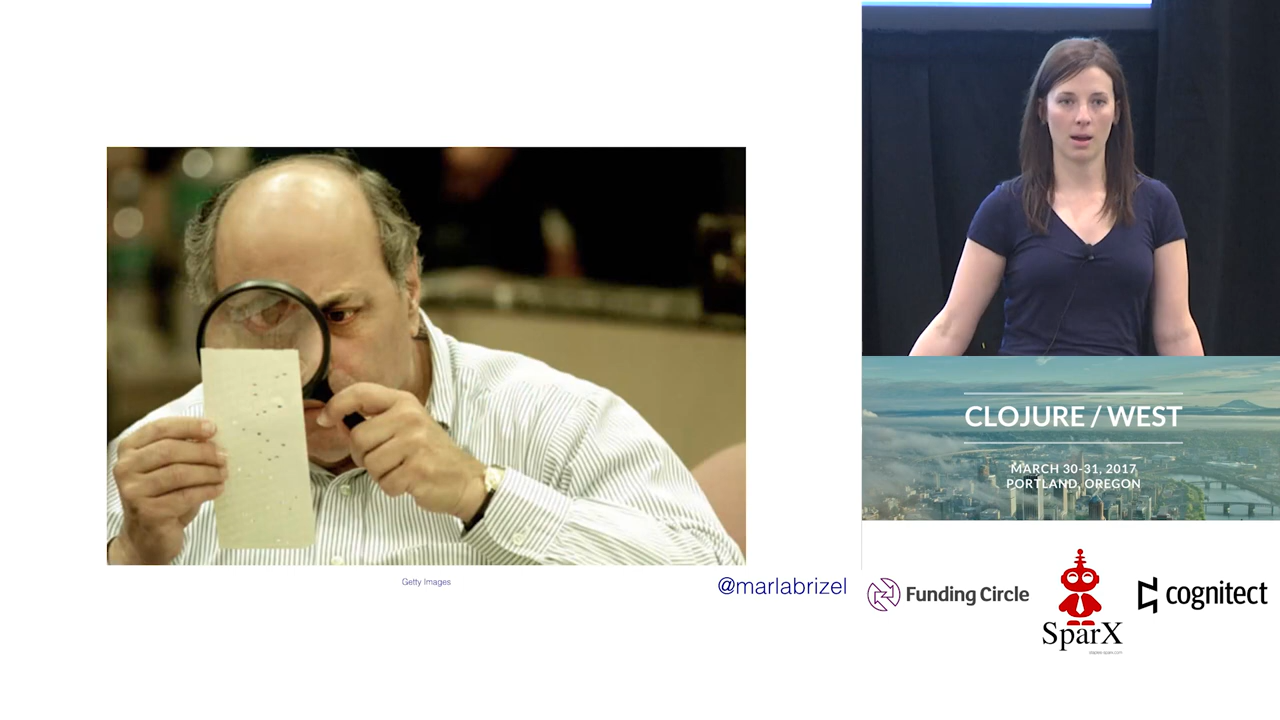 Getty Images
@marlabrizel
CLOJURE / WEST
MARCH 30-31, 2017
PORTLAND, OREGON
Funding Circle
SparX
cognitect